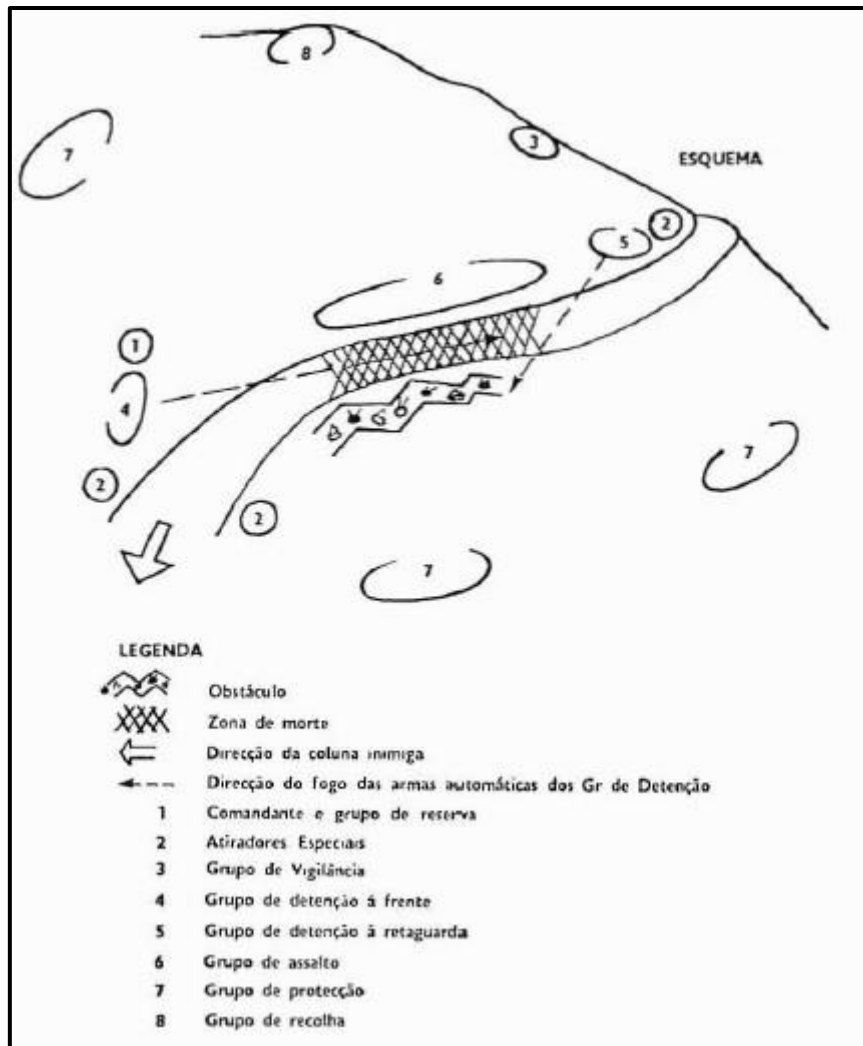 8
7
3
ESQUEMA
2
5
6
1
4
7
2
2
7
LEGENDA
Obstáculo
Zona de morte
Direcção da coluna inimiga
Direcção do fogo das armas automáticas dos Gr de Detenção
1 Comandante e grupo de reserva
2 Atiradores Especiais
3 Grupo de Vigilância
4 Grupo de detenção á frente
5 Grupo de detenção à retaguarda
6 Grupo de assalto
7 Grupo de protecção
8 Grupo de recolha